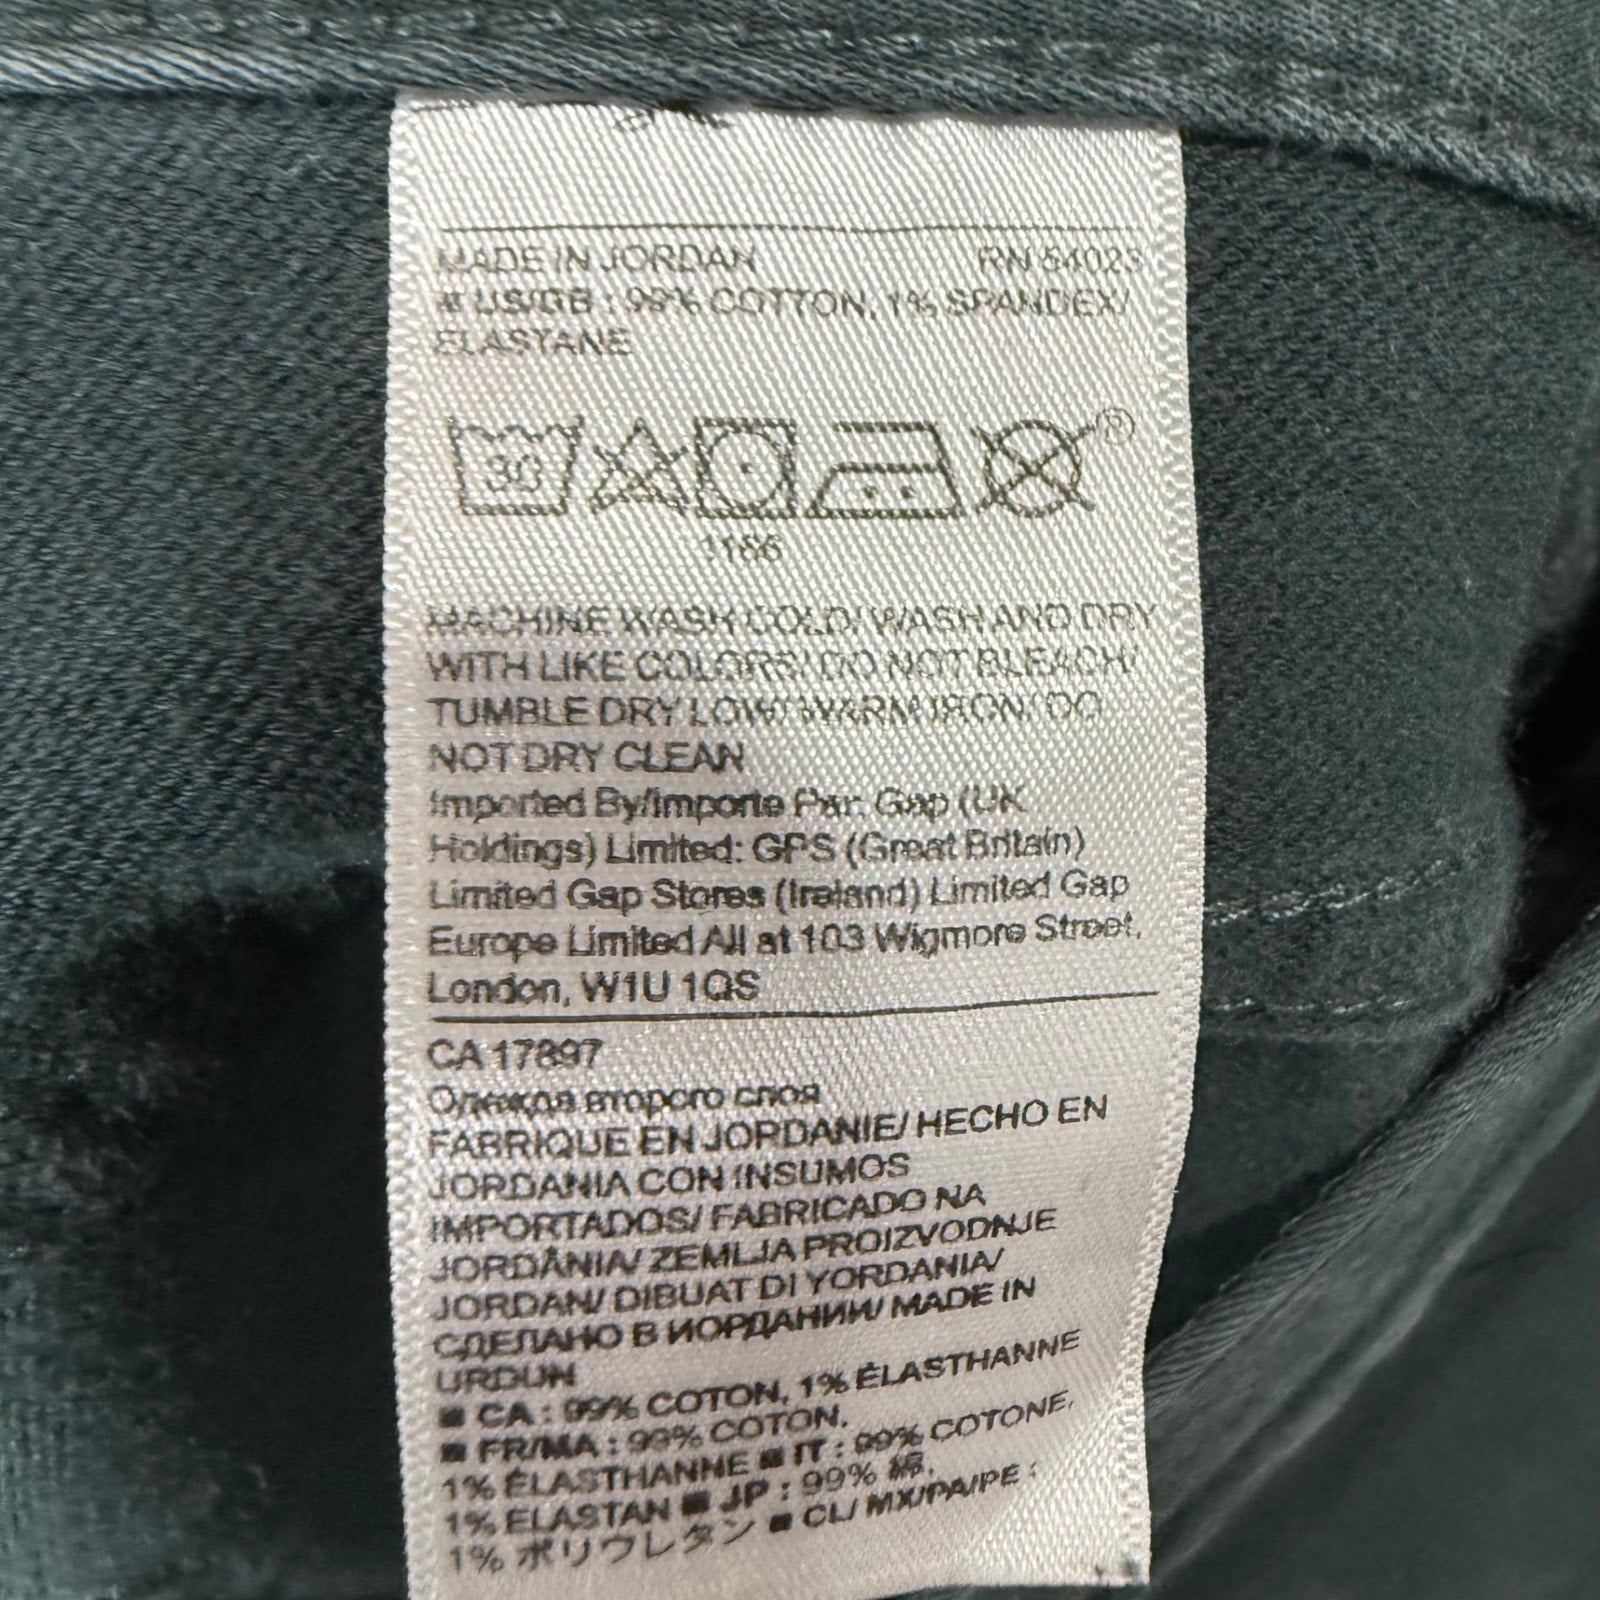 MADE IN JORDAN RN 54023
■ US/GB : 99% COTTON, 1% SPANDEX/
ELASTANE
30
P
1186
MACHINE WASH COLD/ WASH AND DRY
WITH LIKE COLORS/ DO NOT BLEACH/
TUMBLE DRY LOW/ WARM IRON/ DO
NOT DRY CLEAN
Imported By/Importe Par: Gap (UK
Holdings) Limited: GPS (Great Britain)
Limited Gap Stores (Ireland) Limited Gap
Europe Limited All at 103 Wigmore Street,
London, W1U 1QS
CA 17897
Одежда второго слоя
FABRIQUE EN JORDANIE/ HECHO EN
JORDANIA CON INSUMOS
IMPORTADOS/ FABRICADO NA
JORDÂNIA/ ZEMLJA PROIZVODNJE
JORDAN/ DIBUAT DI YORDANIA/
СДЕЛАНО В ИОРДАНИИ/ MADE IN
URDUN
■ CA : 99% COTON, 1% ÉLASTHANNE
■ FR/MA : 99% COTON,
1% ÉLASTHANNE ■ IT : 99% COTONE,
1% ELASTAN ■ JP : 99% 綿,
1% ポリウレタン ■ CL/ MX/PA/PE :